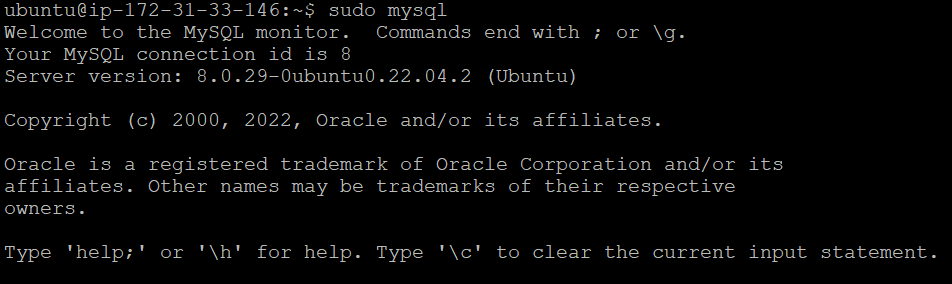 ubuntu@ip-172-31-33-146:~$ sudo mysql
Welcome to the MySQL monitor.  Commands end with ; or \g.
Your MySQL connection id is 8
Server version: 8.0.29-0ubuntu0.22.04.2 (Ubuntu)
Copyright (c) 2000, 2022, Oracle and/or its affiliates.
Oracle is a registered trademark of Oracle Corporation and/or its
affiliates. Other names may be trademarks of their respective
owners.
Type 'help;' or '\h' for help. Type '\c' to clear the current input statement.